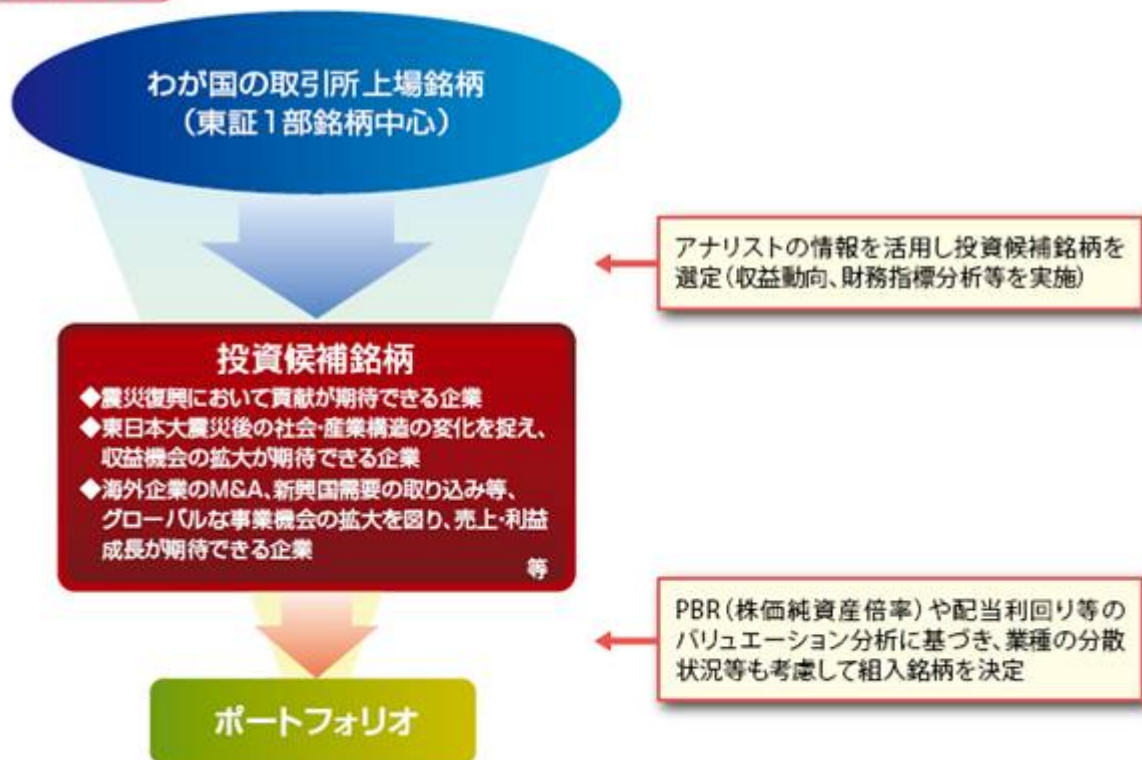 わが国の取引所上場銘柄
（東証1部銘柄中心）
アナリストの情報を活用し投資候補銘柄を
選定（収益動向、財務指標分析等を実施）
投資候補銘柄
◆震災復興において貢献が期待できる企業
◆東日本大震災後の社会・産業構造の変化を捉え、
収益機会の拡大が期待できる企業
◆海外企業のM&A、新興国需要の取り込み等、
グローバルな事業機会の拡大を図り、売上・利益
成長が期待できる企業
等
PBR（株価純資産倍率）や配当利回り等の
バリュエーション分析に基づき、業種の分散
状況等も考慮して組入銘柄を決定
ポートフォリオ